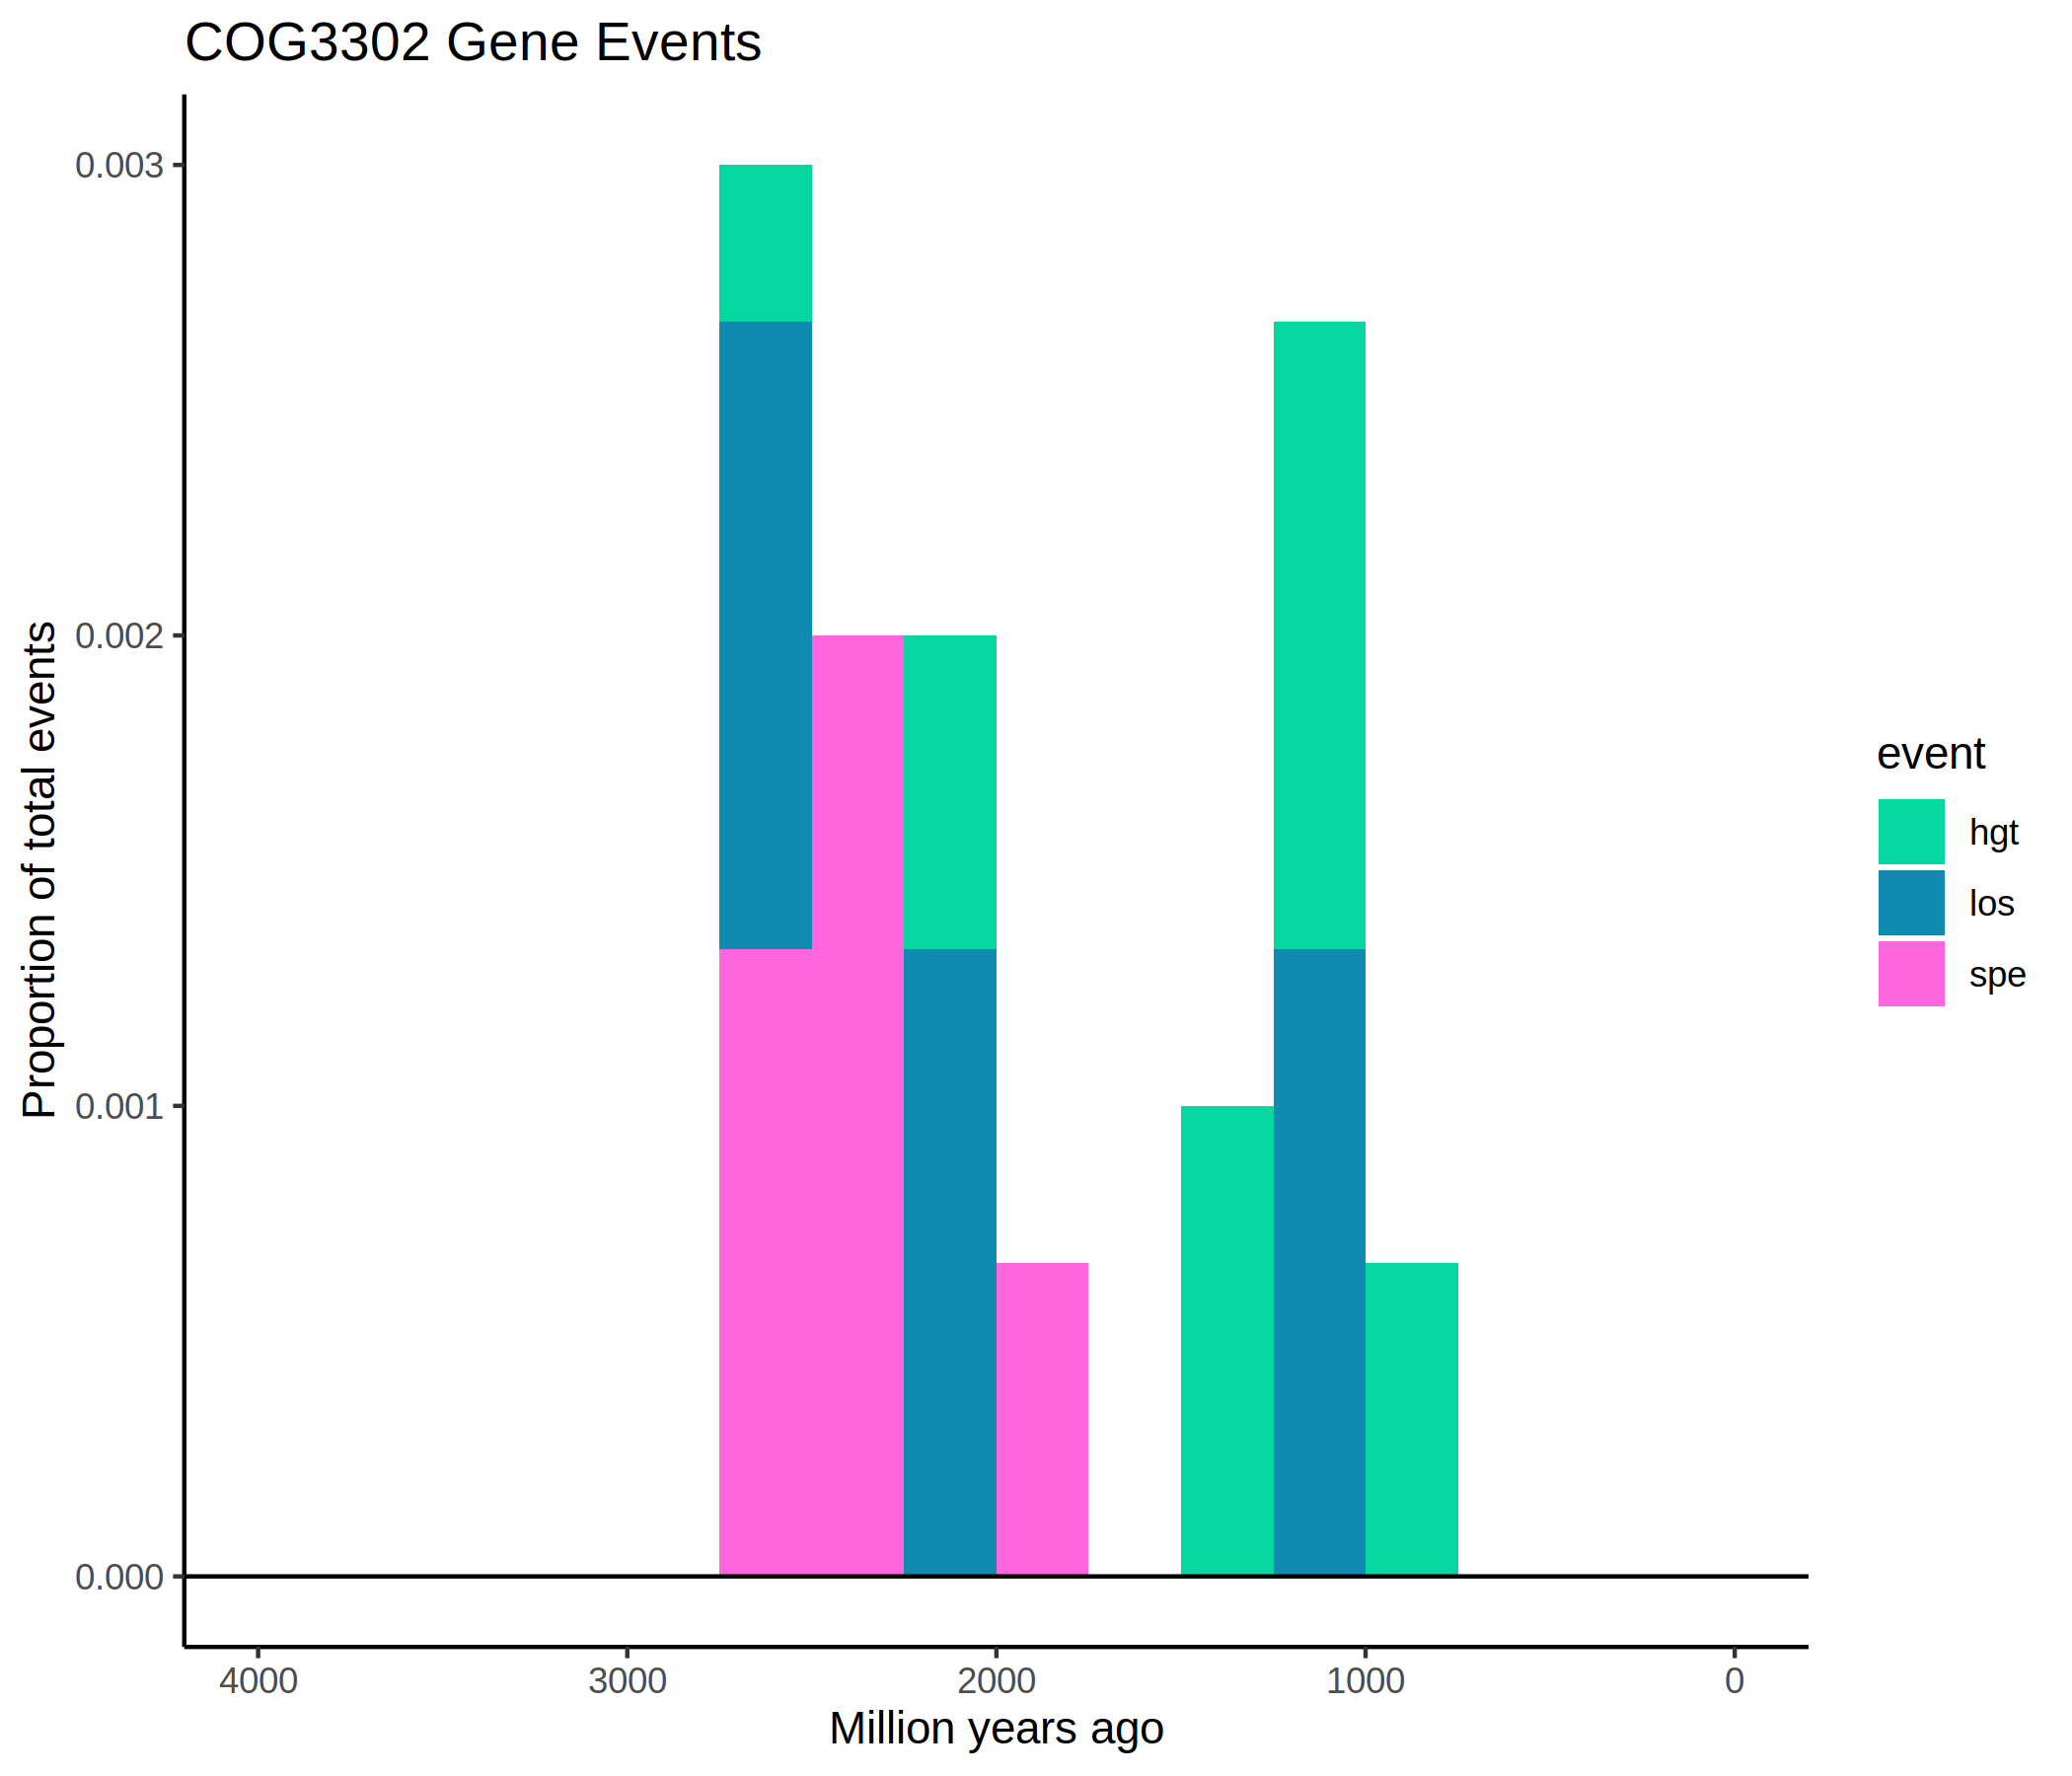 COG3302 Gene Events
Proportion of total events
0.003
0.002
0.001
0.000
4000 3000 2000 1000 0
Million years ago
event
hgt
los
spe